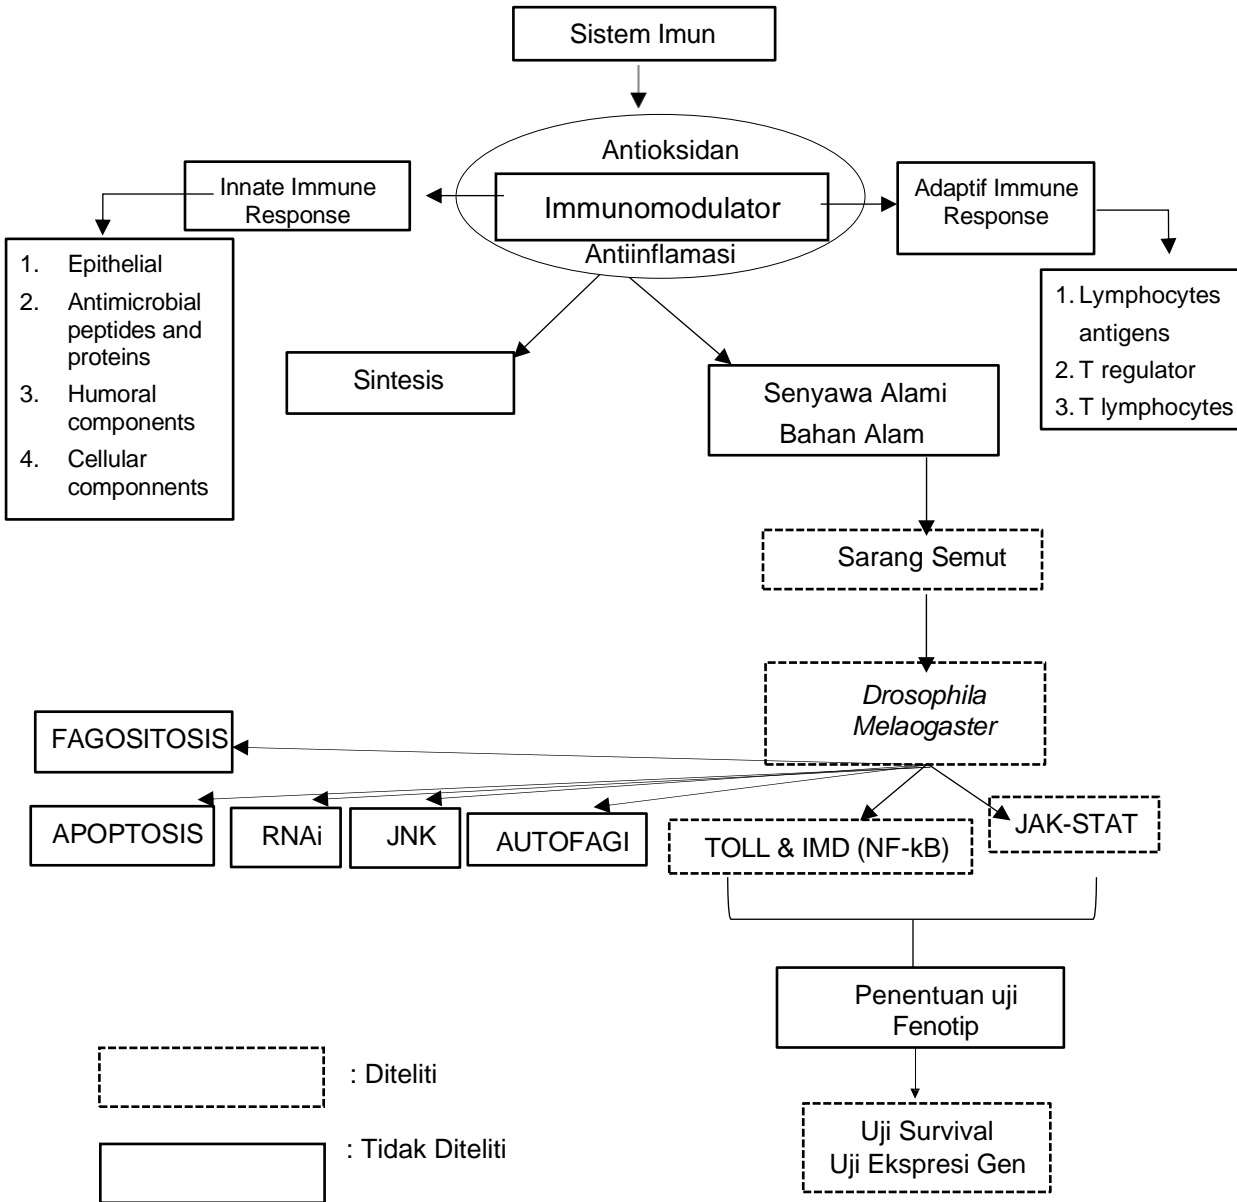 Sistem Imun
Antioksidan
Immunomodulator
Antiinflamasi
Innate Immune
Response
Adaptif Immune
Response
1. Epithelial
2. Antimicrobial
peptides and
proteins
3. Humoral
components
4. Cellular
componnents
1. Lymphocytes
antigens
2. T regulator
3. T lymphocytes
Sintesis
Senyawa Alami
Bahan Alam
Sarang Semut
Drosophila
Melaogaster
FAGOSITOSIS
APOPTOSIS
RNAi
JNK
AUTOFAGI
TOLL & IMD (NF-kB)
JAK-STAT
Penentuan uji
Fenotip
Uji Survival
Uji Ekspresi Gen
: Diteliti
: Tidak Diteliti